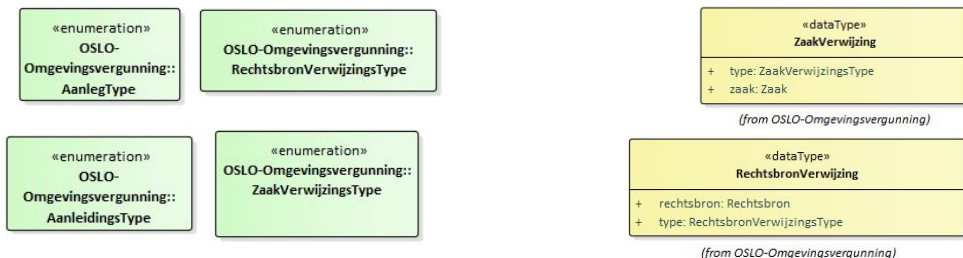 «enumeration»
OSLO-
Omgevingsvergunning::
AanlegType
«enumeration»
OSLO-Omgevingsvergunning::
RechtsbronVerwijzingsType
«dataType»
ZaakVerwijzing
+ type: ZaakVerwijzingsType
+ zaak: Zaak
(from OSLO-Omgevingsvergunning)
«enumeration»
OSLO-
Omgevingsvergunning::
AanleidingsType
«enumeration»
OSLO-Omgevingsvergunning::
ZaakVerwijzingsType
«dataType»
RechtsbronVerwijzing
+ rechtsbron: Rechtsbron
+ type: RechtsbronVerwijzingsType
(from OSLO-Omgevingsvergunning)